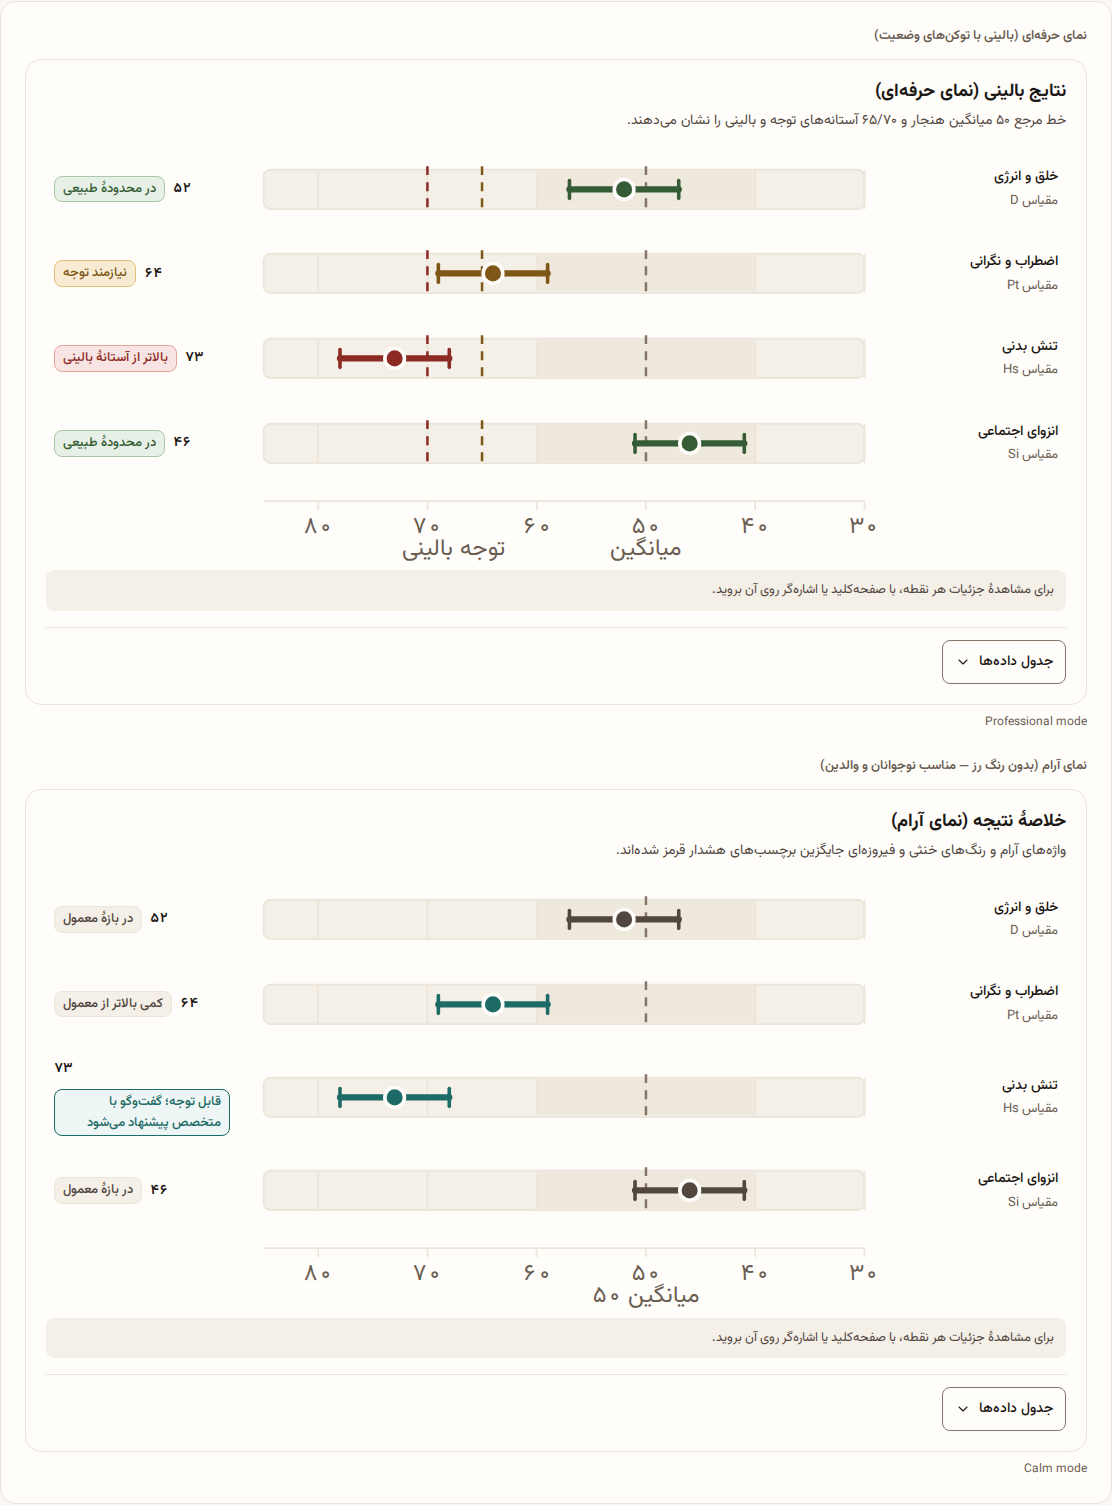 نمای حرفه‌ای (بالینی با توکن‌های وضعیت)
نتایج بالینی (نمای حرفه‌ای)
خط مرجع ۵۰ میانگین هنجار و ۶۵/۷۰ آستانه‌های توجه و بالینی را نشان می‌دهند.
خلق و انرژی
مقیاس D
۵۲ در محدودهٔ طبیعی
اضطراب و نگرانی
مقیاس Pt
۶۴ نیازمند توجه
تنش بدنی
مقیاس Hs
۷۳ بالاتر از آستانهٔ بالینی
انزوای اجتماعی
مقیاس Si
۴۶ در محدودهٔ طبیعی
۳۰ ۴۰ ۵۰ ۶۰ ۷۰ ۸۰
میانگین توجه بالینی
برای مشاهدهٔ جزئیات هر نقطه، با صفحه‌کلید یا اشاره‌گر روی آن بروید.
جدول داده‌ها
Professional mode
نمای آرام (بدون رنگ رز – مناسب نوجوانان و والدین)
خلاصهٔ نتیجه (نمای آرام)
واژه‌های آرام و رنگ‌های خنثی و فیروزه‌ای جایگزین برچسب‌های هشدار قرمز شده‌اند.
خلق و انرژی
مقیاس D
۵۲ در بازهٔ معمول
اضطراب و نگرانی
مقیاس Pt
۶۴ کمی بالاتر از معمول
تنش بدنی
مقیاس Hs
۷۳
قابل توجه؛ گفت‌وگو با
متخصص پیشنهاد می‌شود
انزوای اجتماعی
مقیاس Si
۴۶ در بازهٔ معمول
۳۰ ۴۰ ۵۰ ۶۰ ۷۰ ۸۰
میانگین ۵۰
برای مشاهدهٔ جزئیات هر نقطه، با صفحه‌کلید یا اشاره‌گر روی آن بروید.
جدول داده‌ها
Calm mode